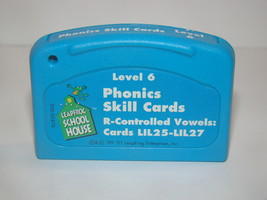 Phonics Skill Cards
Level 6
Level 6
Phonics
Skill Cards
R-Controlled Vowels:
Cards LIL25-LIL27
LEAPFROG
SCHOOL
HOUSE